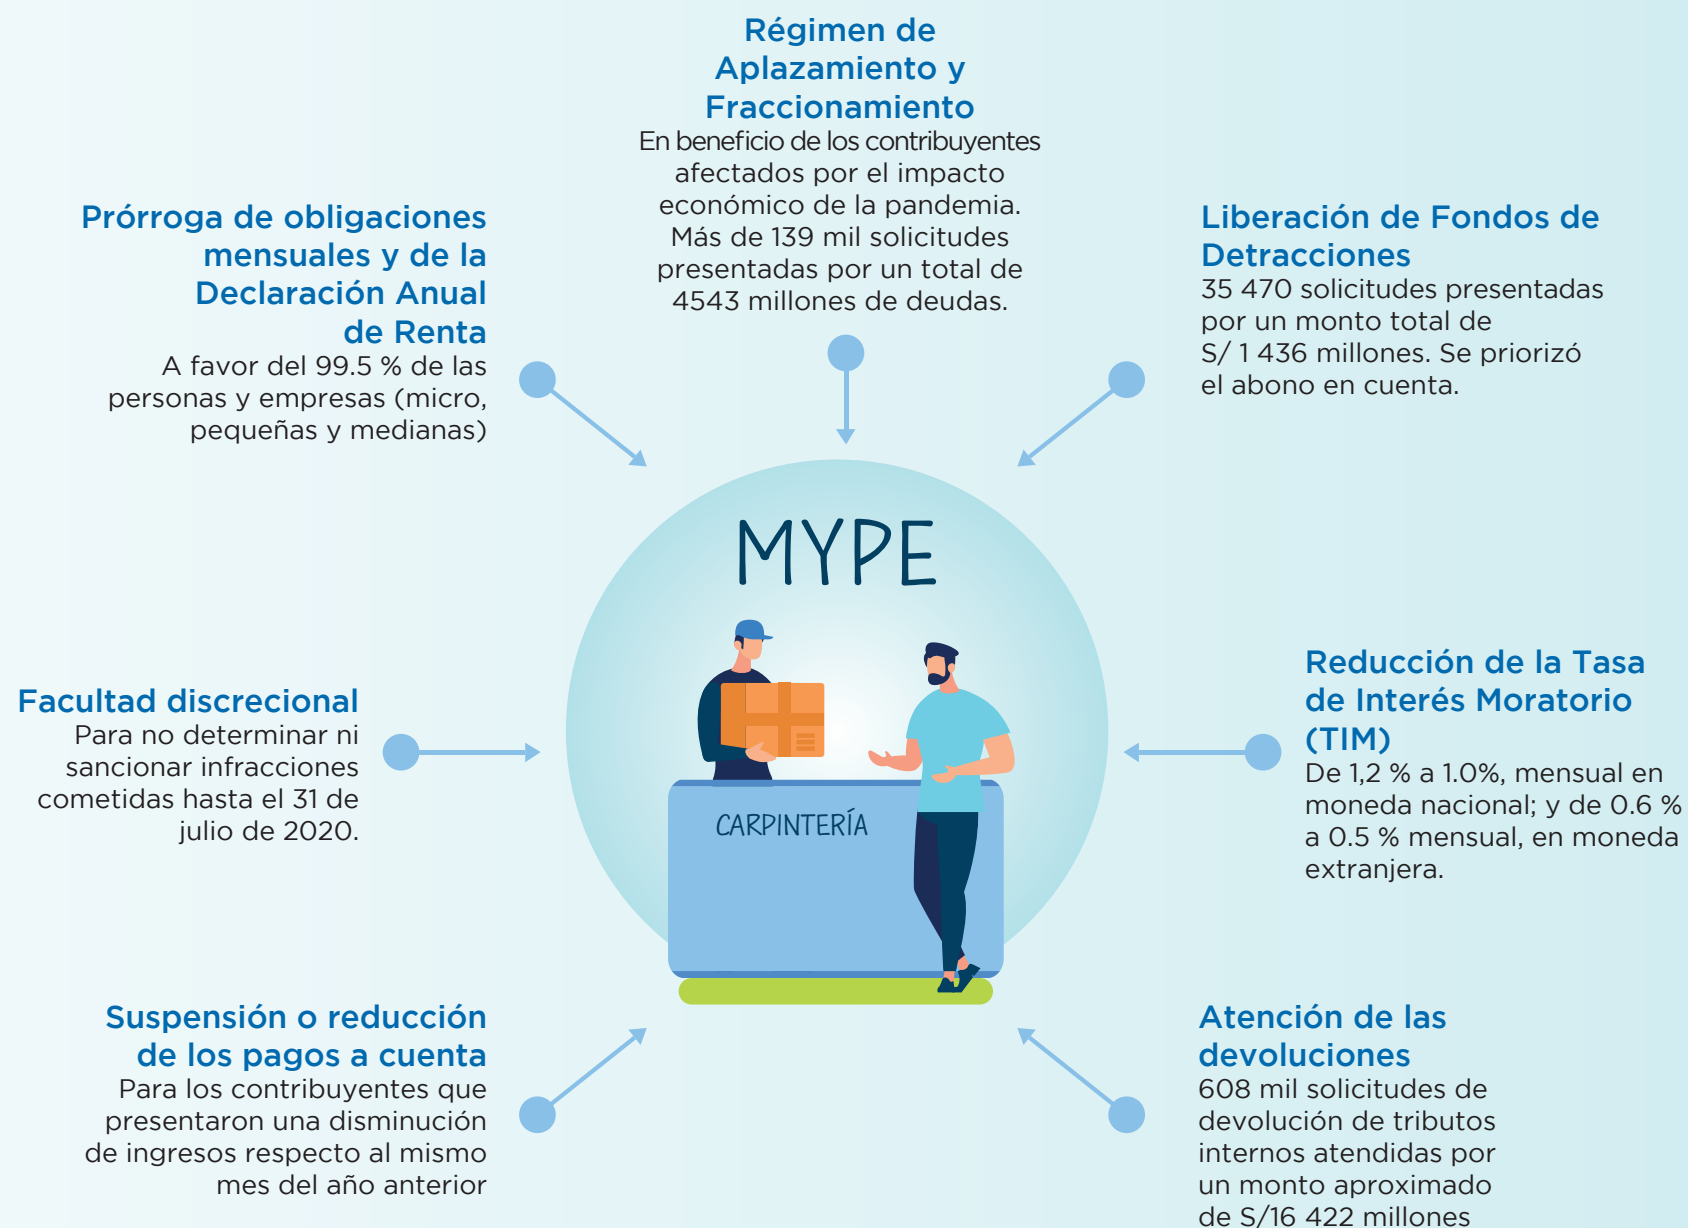 Régimen de
Aplazamiento y
Fraccionamiento
En beneficio de los contribuyentes
afectados por el impacto
económico de la pandemia.
Más de 139 mil solicitudes
presentadas por un total de
4543 millones de deudas.
Prórroga de obligaciones
mensuales y de la
Declaración Anual
de Renta
A favor del 99.5 % de las
personas y empresas (micro,
pequeñas y medianas)
Liberación de Fondos de
Detracciones
35 470 solicitudes presentadas
por un monto total de
S/ 1 436 millones. Se priorizó
el abono en cuenta.
MYPE
CARPINTERÍA
Facultad discrecional
Para no determinar ni
sancionar infracciones
cometidas hasta el 31 de
julio de 2020.
Reducción de la Tasa
de Interés Moratorio
(TIM)
De 1,2 % a 1.0%, mensual en
moneda nacional; y de 0.6 %
a 0.5 % mensual, en moneda
extranjera.
Suspensión o reducción
de los pagos a cuenta
Para los contribuyentes que
presentaron una disminución
de ingresos respecto al mismo
mes del año anterior
Atención de las
devoluciones
608 mil solicitudes de
devolución de tributos
internos atendidas por
un monto aproximado
de S/16 422 millones